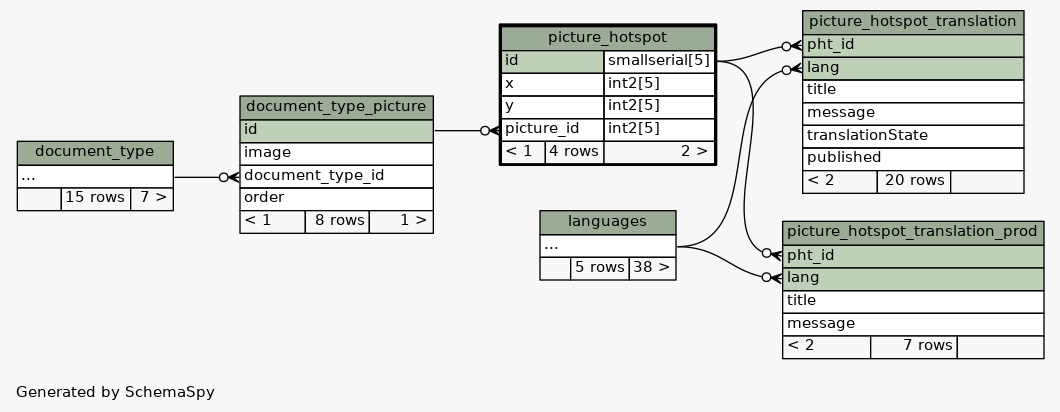 document_type
...
15 rows 7 >
document_type_picture
id
image
document_type_id
order
< 1 8 rows 1 >
picture_hotspot
id smallserial[5]
x int2[5]
y int2[5]
picture_id int2[5]
< 1 4 rows 2 >
languages
...
5 rows 38 >
picture_hotspot_translation
pht_id
lang
title
message
translationState
published
< 2 20 rows
picture_hotspot_translation_prod
pht_id
lang
title
message
< 2 7 rows
Generated by SchemaSpy